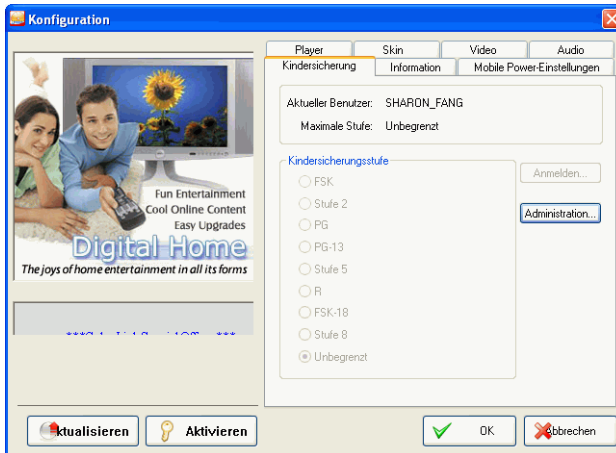 Konfiguration
Fun Entertainment
Cool Online Content
Easy Upgrades
Digital Home
The joys of home entertainment in all its forms
Aktivieren
Player
Skin
Video
Audio
Kindersicherung
Information
Mobile Power-Einstellungen
Aktueller Benutzer: SHARON_FANG
Maximale Stufe: Unbegrenzt
Kindersicherungsstufe
FSK
Stufe 2
PG
PG-13
Stufe 5
R
FSK-18
Stufe 8
Unbegrenzt
Anmelden...
Administration...
OK